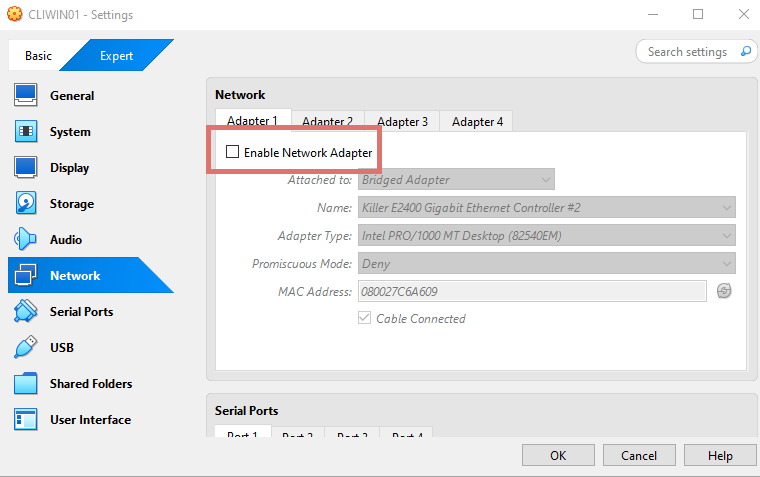 CLIWIN01 - Settings
Basic Expert Search settings
General
System
Display
Storage
Audio
Network
Serial Ports
USB
Shared Folders
User Interface
Network
Adapter 1 Adapter 2 Adapter 3 Adapter 4
Enable Network Adapter
Attached to: Bridged Adapter
Name: Killer E2400 Gigabit Ethernet Controller #2
Adapter Type: Intel PRO/1000 MT Desktop (82540EM)
Promiscuous Mode: Deny
MAC Address: 080027C6A609
Cable Connected
Serial Ports
Port 1 Port 2 Port 3 Port 4
OK Cancel Help